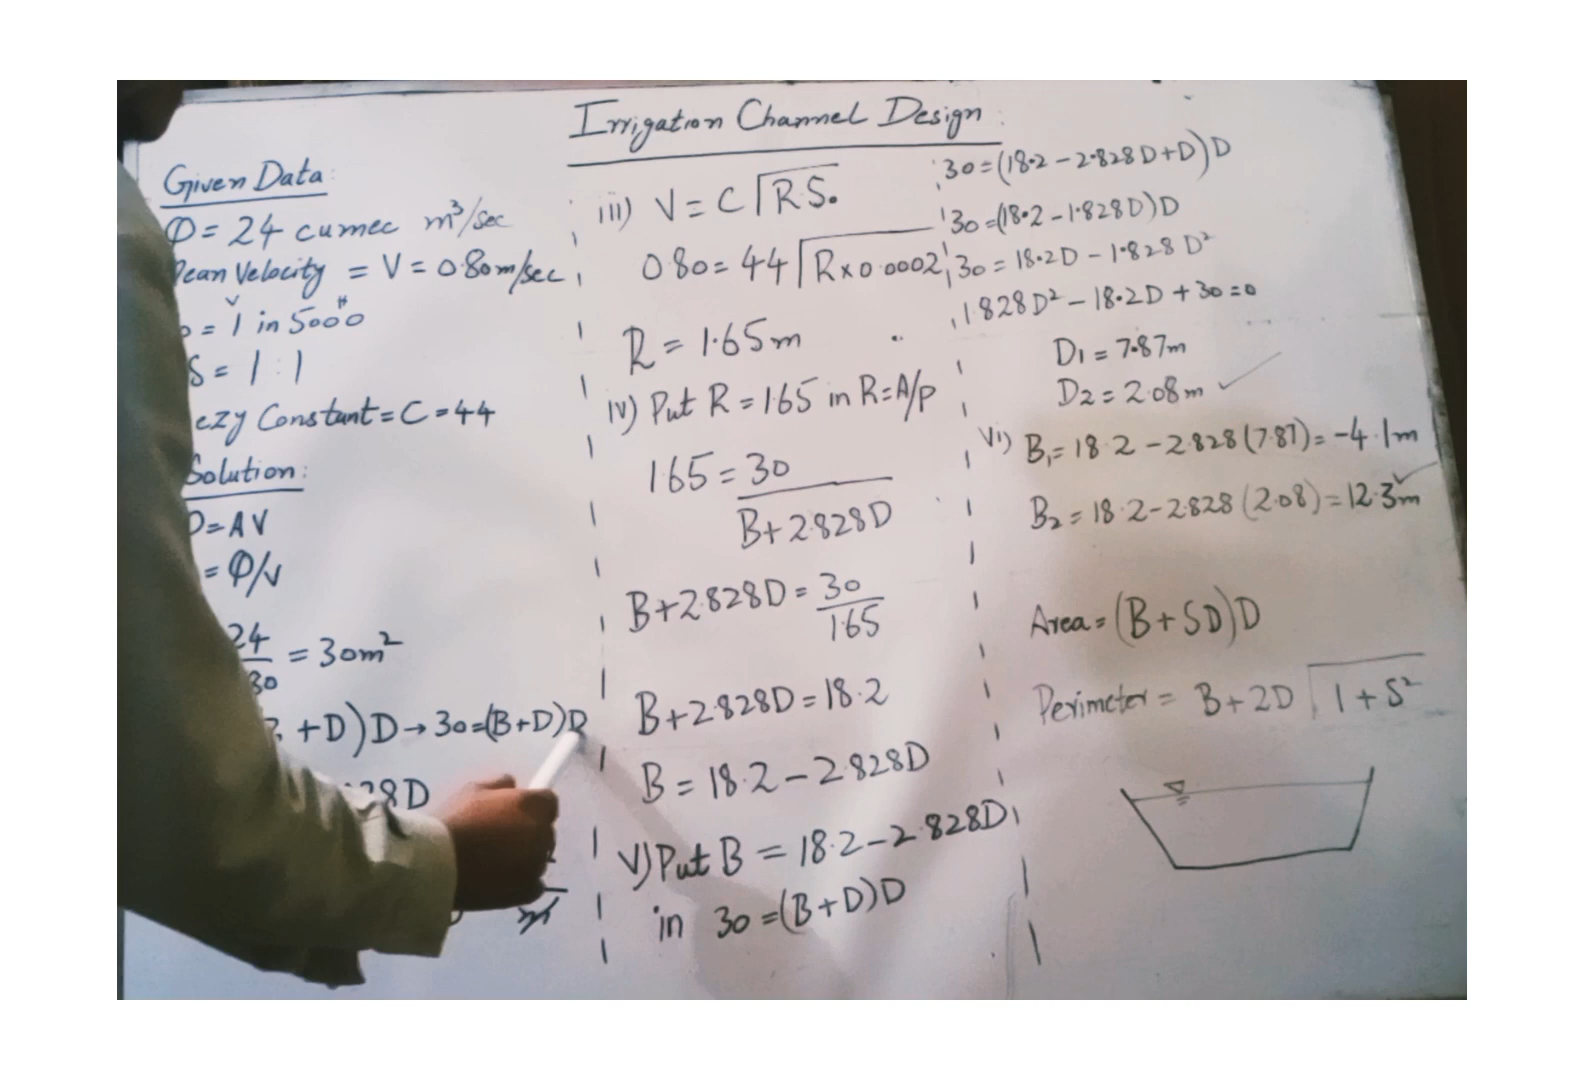 Irrigation Channel Design:
Given Data:
Q = 24 cumec m³/sec
Mean Velocity = V = 0.80m/sec
= 1 in 5000
S = 1 : 1
ezy Constant = C = 44
Solution:
Q = AV
= Q/V
24
= 30m²
80
+D)D → 30=(B+D)D
28D
iii) V = C√RS.
0.80 = 44√R×0.0002
R = 1.65m
iv) Put R = 1.65 in R=A/p
1.65 = 30
B+2.828D
B+2.828D = 30
1.65
B+2.828D = 18.2
B = 18.2 - 2.828D
v) Put B = 18.2 - 2.828D
in 30 = (B+D)D
30 = (18.2 - 2.828D+D)D
30 = (18.2 - 1.828D)D
30 = 18.2D - 1.828D²
1.828D² - 18.2D + 30 = 0
D1 = 7.87m
D2 = 2.08m ✓
vi) B1 = 18.2 - 2.828(7.87) = -4.1m
B2 = 18.2 - 2.828(2.08) = 12.3m ✓
Area = (B + SD)D
Perimeter = B + 2D√1 + S²